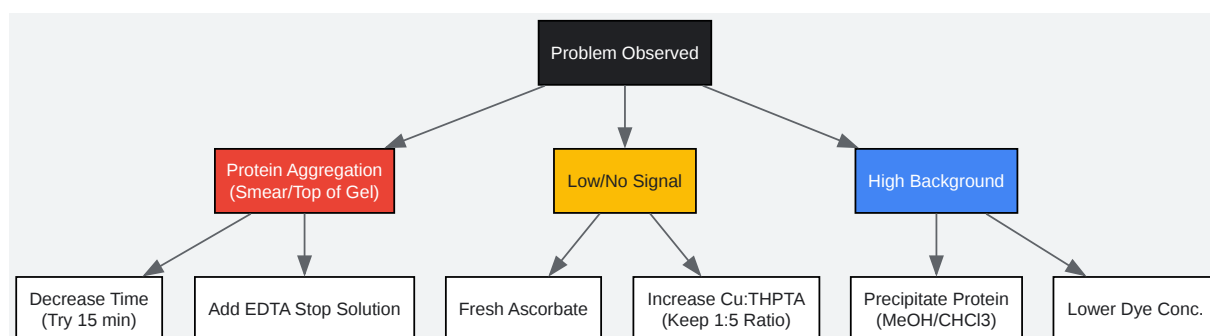 Problem Observed
Protein Aggregation
(Smear/Top of Gel)
Low/No Signal
High Background
Decrease Time
(Try 15 min)
Add EDTA Stop Solution
Fresh Ascorbate
Increase Cu:THPTA
(Keep 1:5 Ratio)
Precipitate Protein
(MeOH/CHCl3)
Lower Dye Conc.